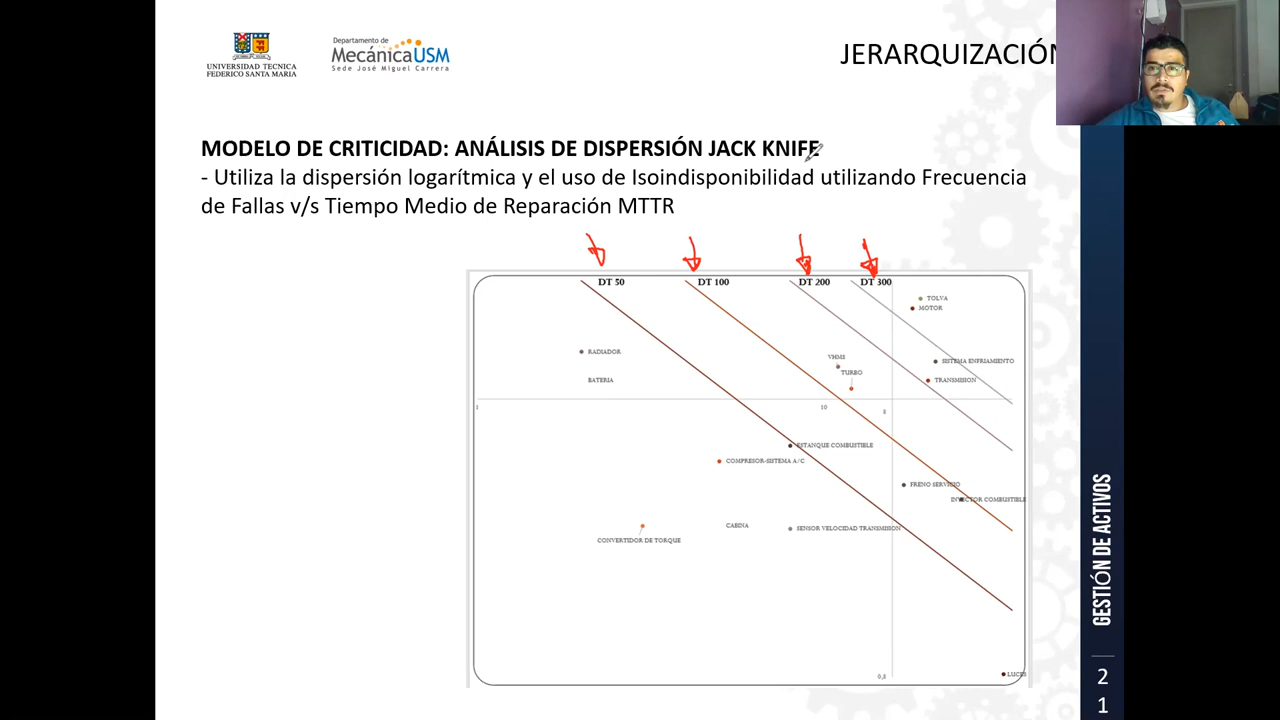 UNIVERSIDAD TECNICA
FEDERICO SANTA MARIA
Departamento de
MecánicaUSM
Sede José Miguel Carrera
JERARQUIZACIÓN
MODELO DE CRITICIDAD: ANÁLISIS DE DISPERSIÓN JACK KNIFE
- Utiliza la dispersión logarítmica y el uso de Isoindisponibilidad utilizando Frecuencia
de Fallas v/s Tiempo Medio de Reparación MTTR
DT 50
DT 100
DT 200
DT 300
TOLVA
MOTOR
RADIADOR
VHMS
SISTEMA ENFRIAMIENTO
TURBO
BATERIA
TRANSMISION
1
10
8
ESTANQUE COMBUSTIBLE
COMPRESOR-SISTEMA A/C
FRENO SERVICIO
INYECTOR COMBUSTIBLE
CABINA
SENSOR VELOCIDAD TRANSMISION
CONVERTIDOR DE TORQUE
LUCES
GESTIÓN DE ACTIVOS
2
1